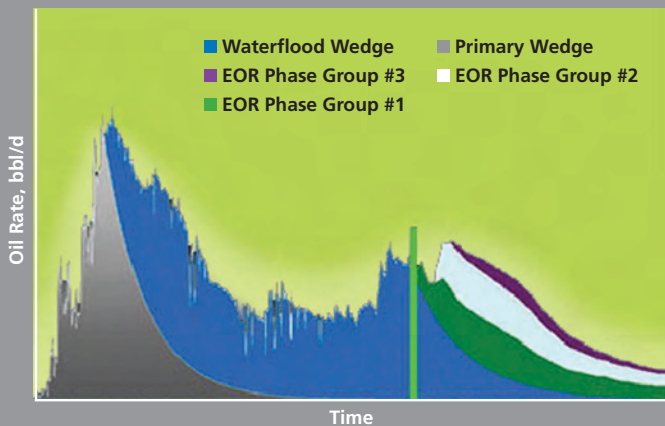 Waterflood Wedge
Primary Wedge
EOR Phase Group #3
EOR Phase Group #2
EOR Phase Group #1
Oil Rate, bbl/d
Time